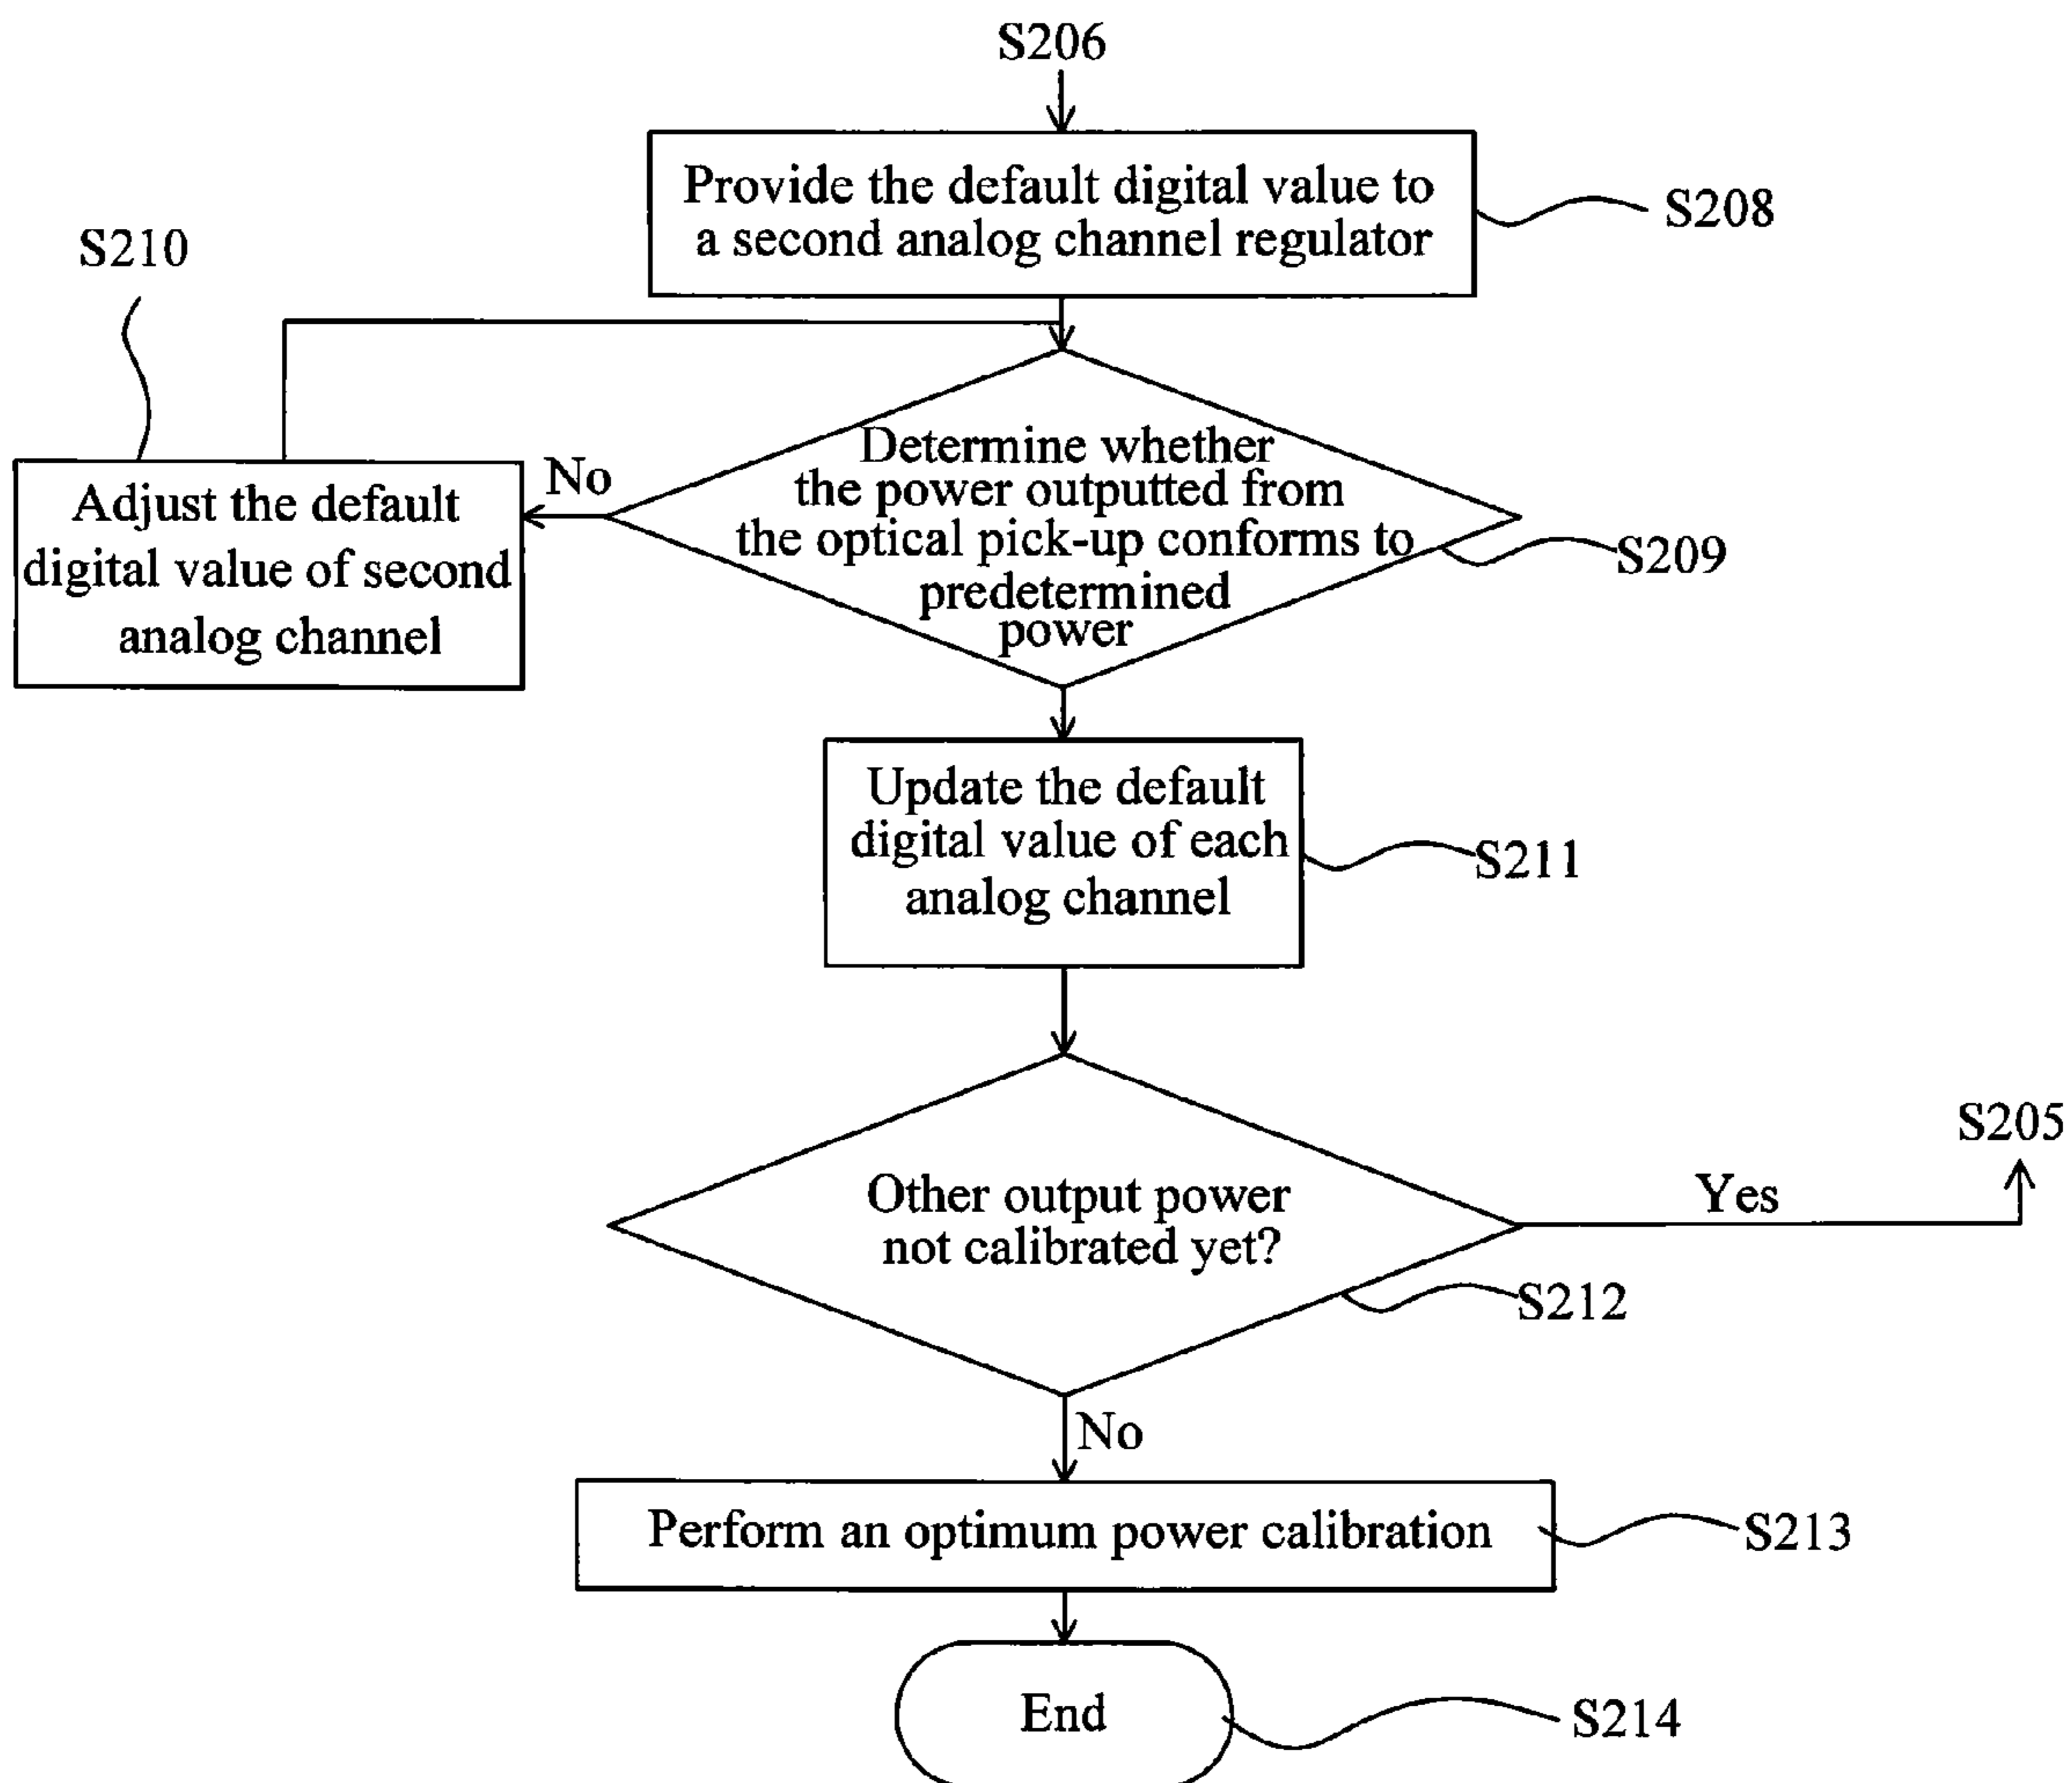 S206
Provide the default digital value to
a second analog channel regulator
S208
S210
Adjust the default
digital value of second
analog channel
No
Determine whether
the power outputted from
the optical pick-up conforms to
predetermined
power
S209
Update the default
digital value of each
analog channel
S211
Other output power
not calibrated yet?
Yes
S205
S212
No
Perform an optimum power calibration
S213
End
S214